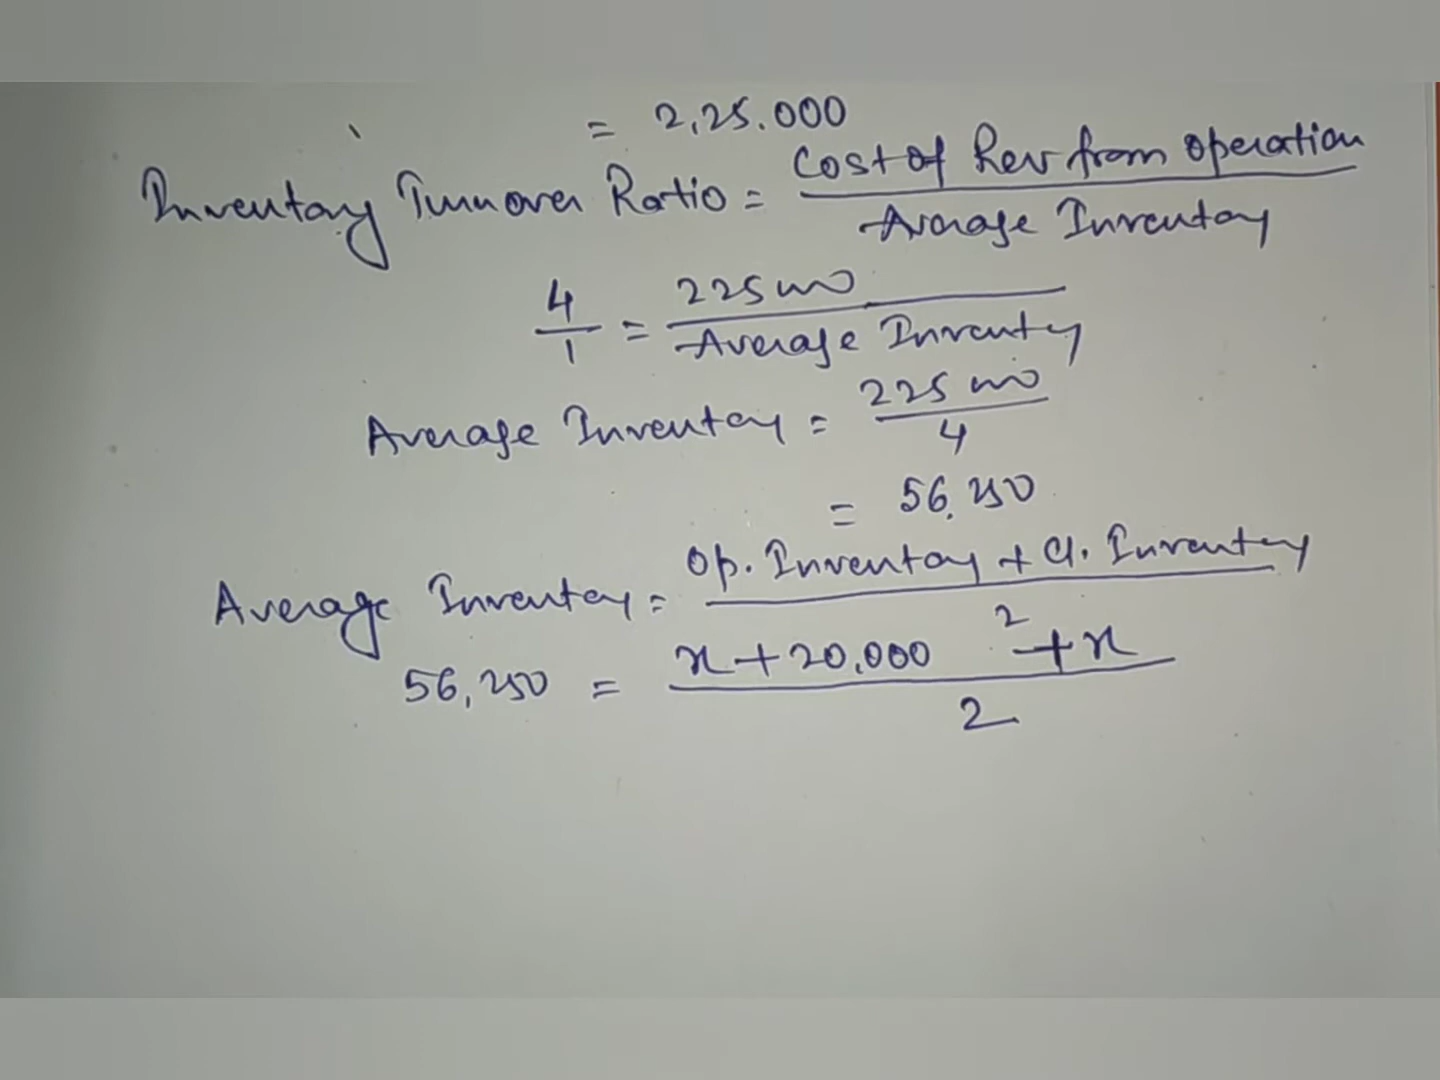 = 2,25.000
Inventory Turnover Ratio = Cost of Rev from operation
Average Inventory
4 = 225000
1 Average Inventy
Average Inventory = 225000
4
= 56,250
Average Inventory = Op. Inventory + Cl. Inventory
2
56,250 = x + 20,000 + x
2